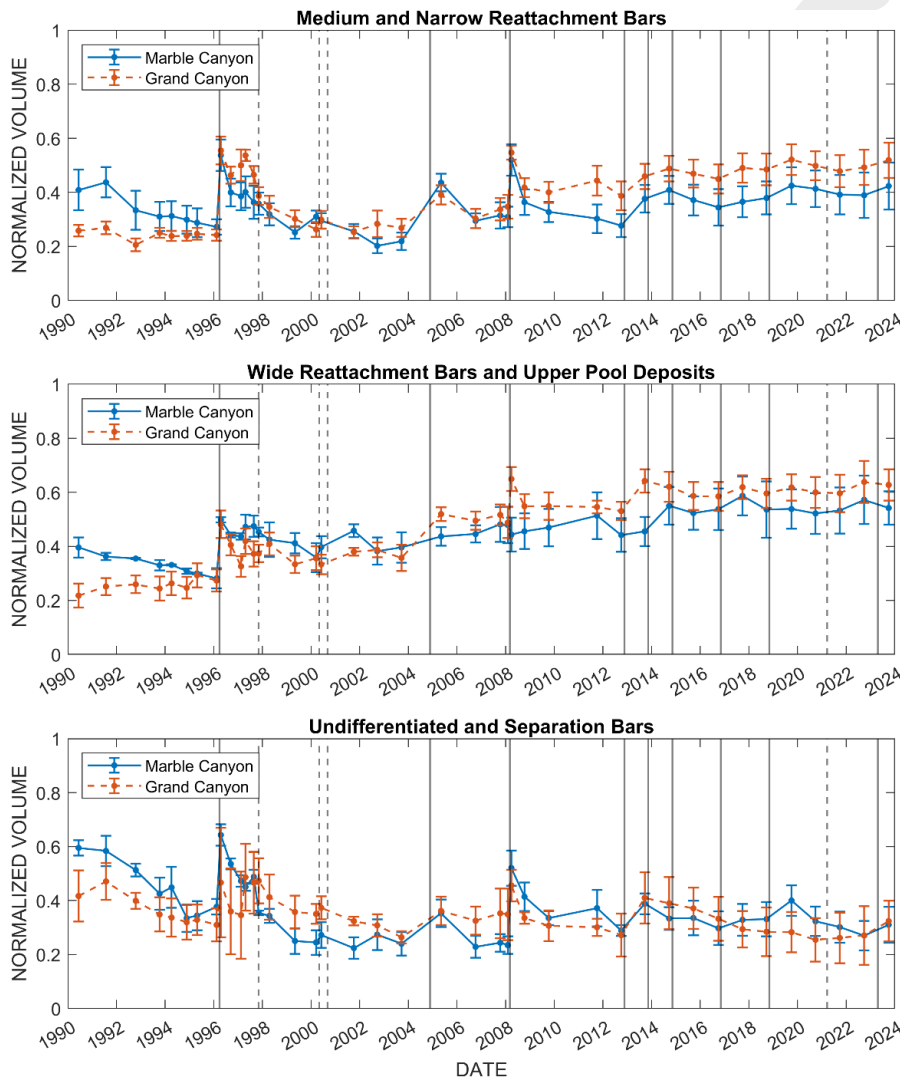 Medium and Narrow Reattachment Bars
1
Marble Canyon
Grand Canyon
0.8
0.6
0.4
0.2
0
NORMALIZED VOLUME
1990 1992 1994 1996 1998 2000 2002 2004 2006 2008 2010 2012 2014 2016 2018 2020 2022 2024
Wide Reattachment Bars and Upper Pool Deposits
1
Marble Canyon
Grand Canyon
0.8
0.6
0.4
0.2
0
NORMALIZED VOLUME
1990 1992 1994 1996 1998 2000 2002 2004 2006 2008 2010 2012 2014 2016 2018 2020 2022 2024
Undifferentiated and Separation Bars
1
Marble Canyon
Grand Canyon
0.8
0.6
0.4
0.2
0
NORMALIZED VOLUME
1990 1992 1994 1996 1998 2000 2002 2004 2006 2008 2010 2012 2014 2016 2018 2020 2022 2024
DATE